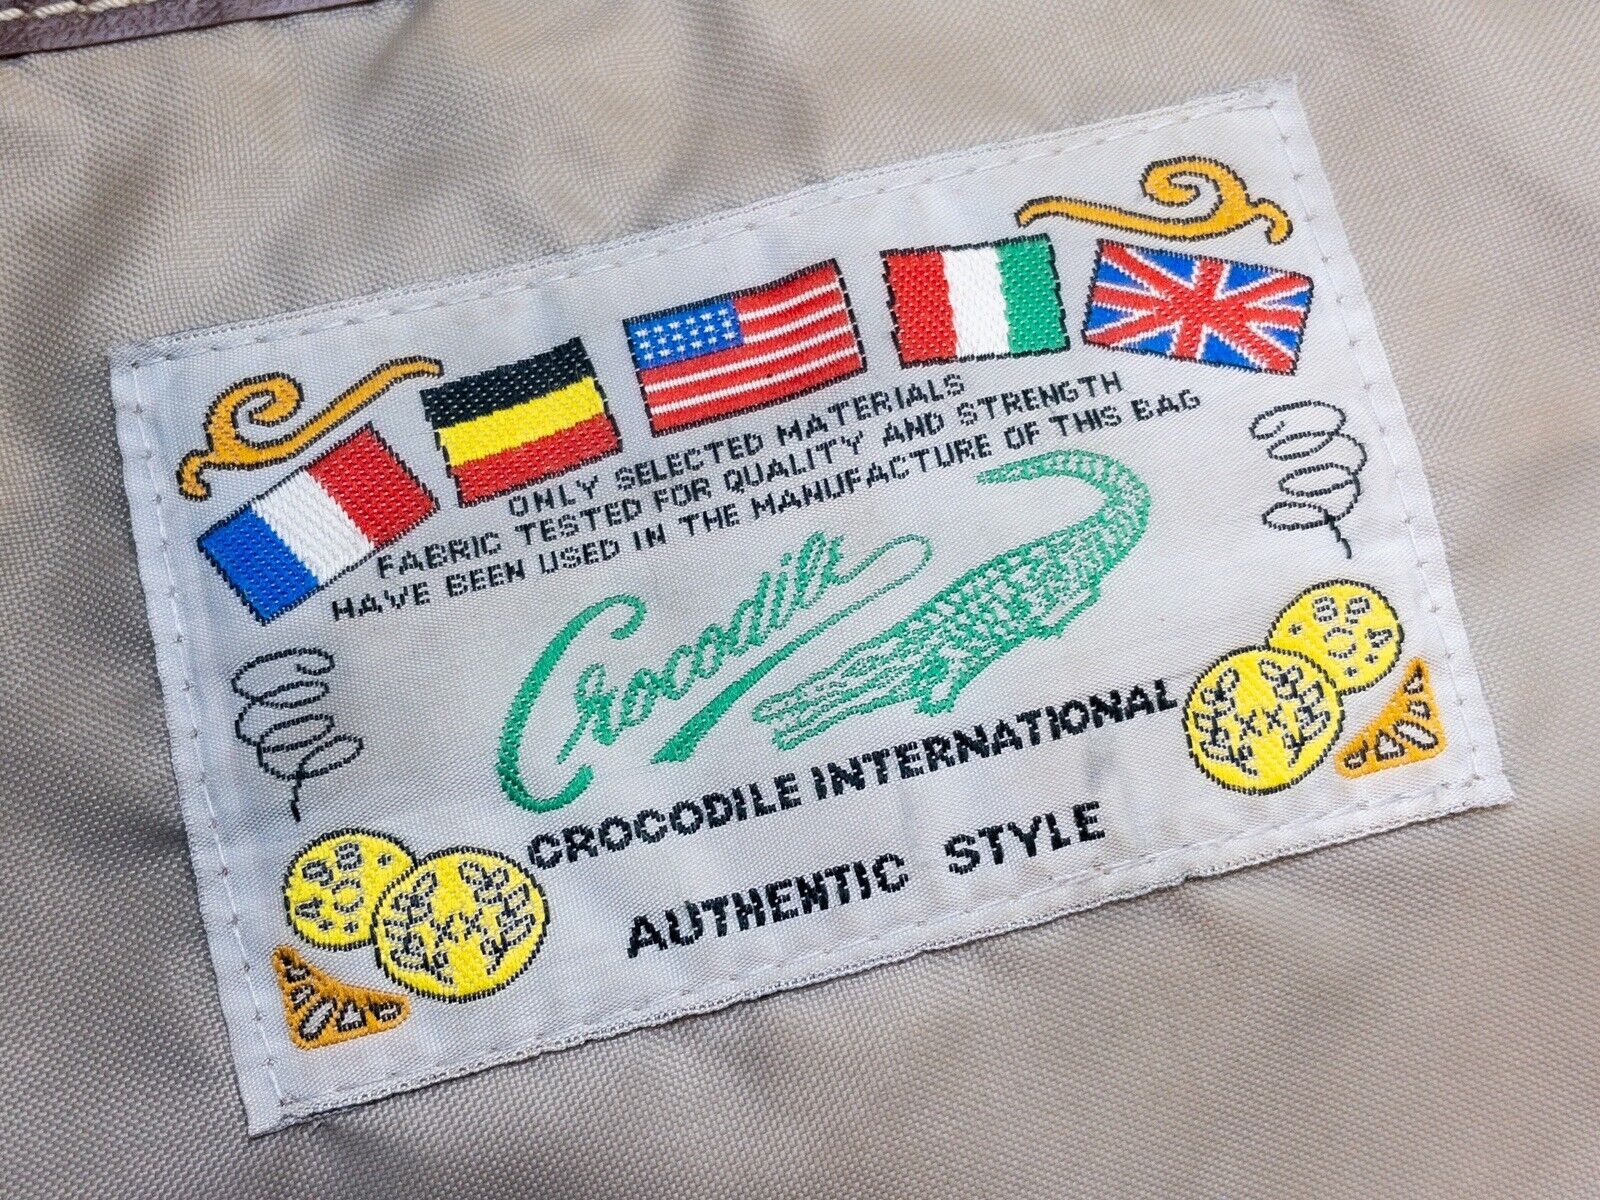 ONLY SELECTED MATERIALS
FABRIC TESTED FOR QUALITY AND STRENGTH
HAVE BEEN USED IN THE MANUFACTURE OF THIS BAG
Crocodile
CROCODILE INTERNATIONAL
AUTHENTIC STYLE